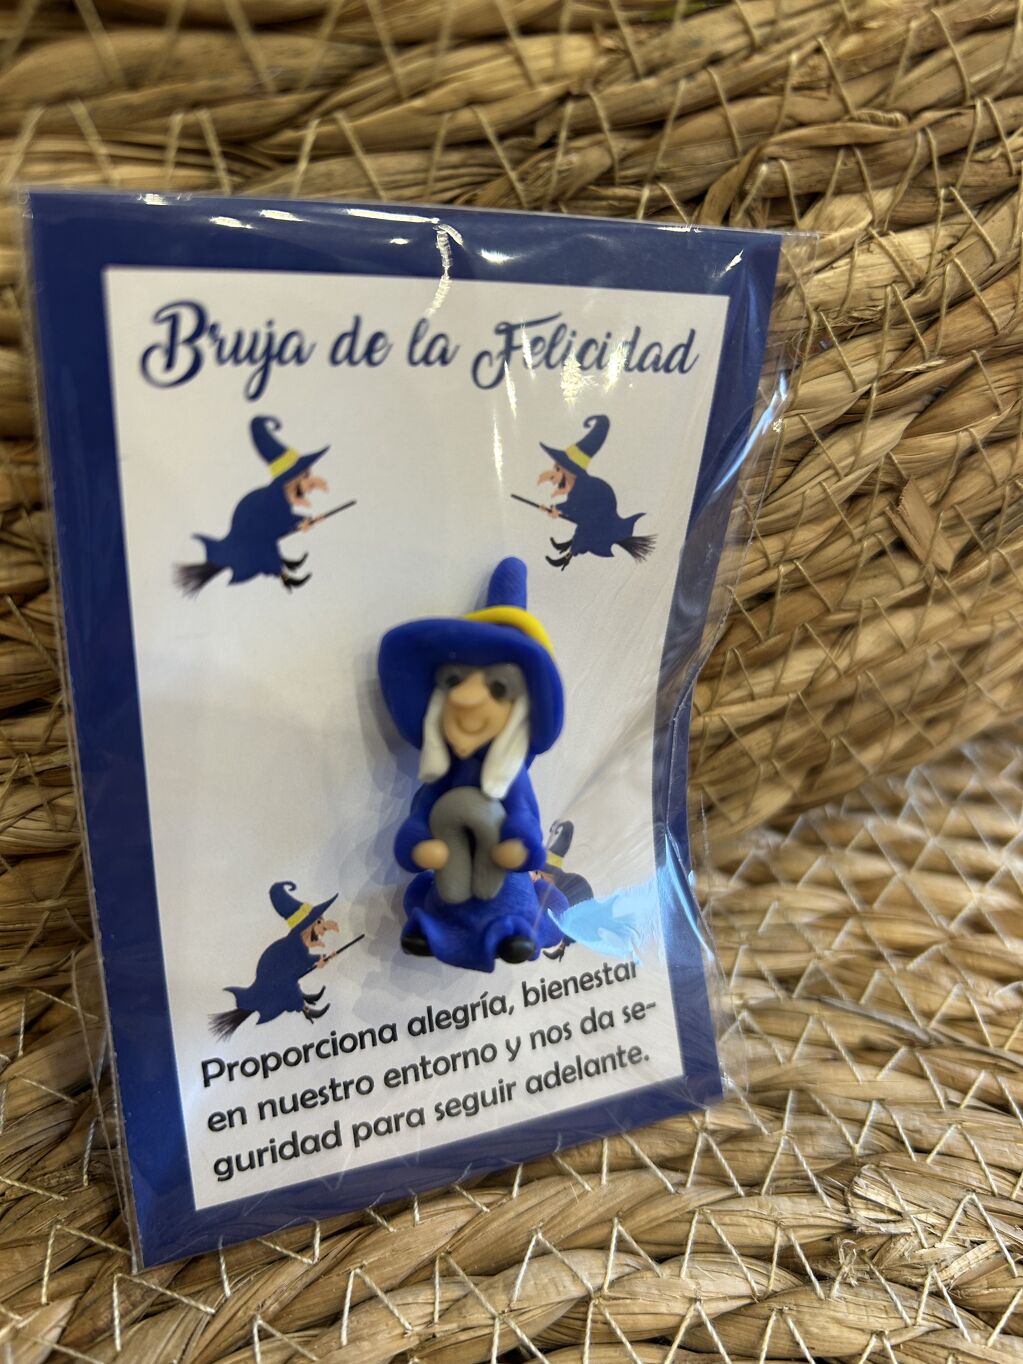 Bruja de la Felicidad
Proporciona alegría, bienestar
en nuestro entorno y nos da se-
guridad para seguir adelante.